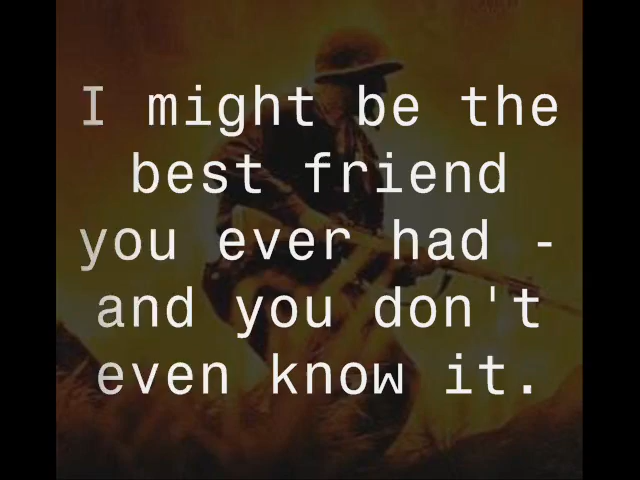 I might be the
best friend
you ever had -
and you don't
even know it.